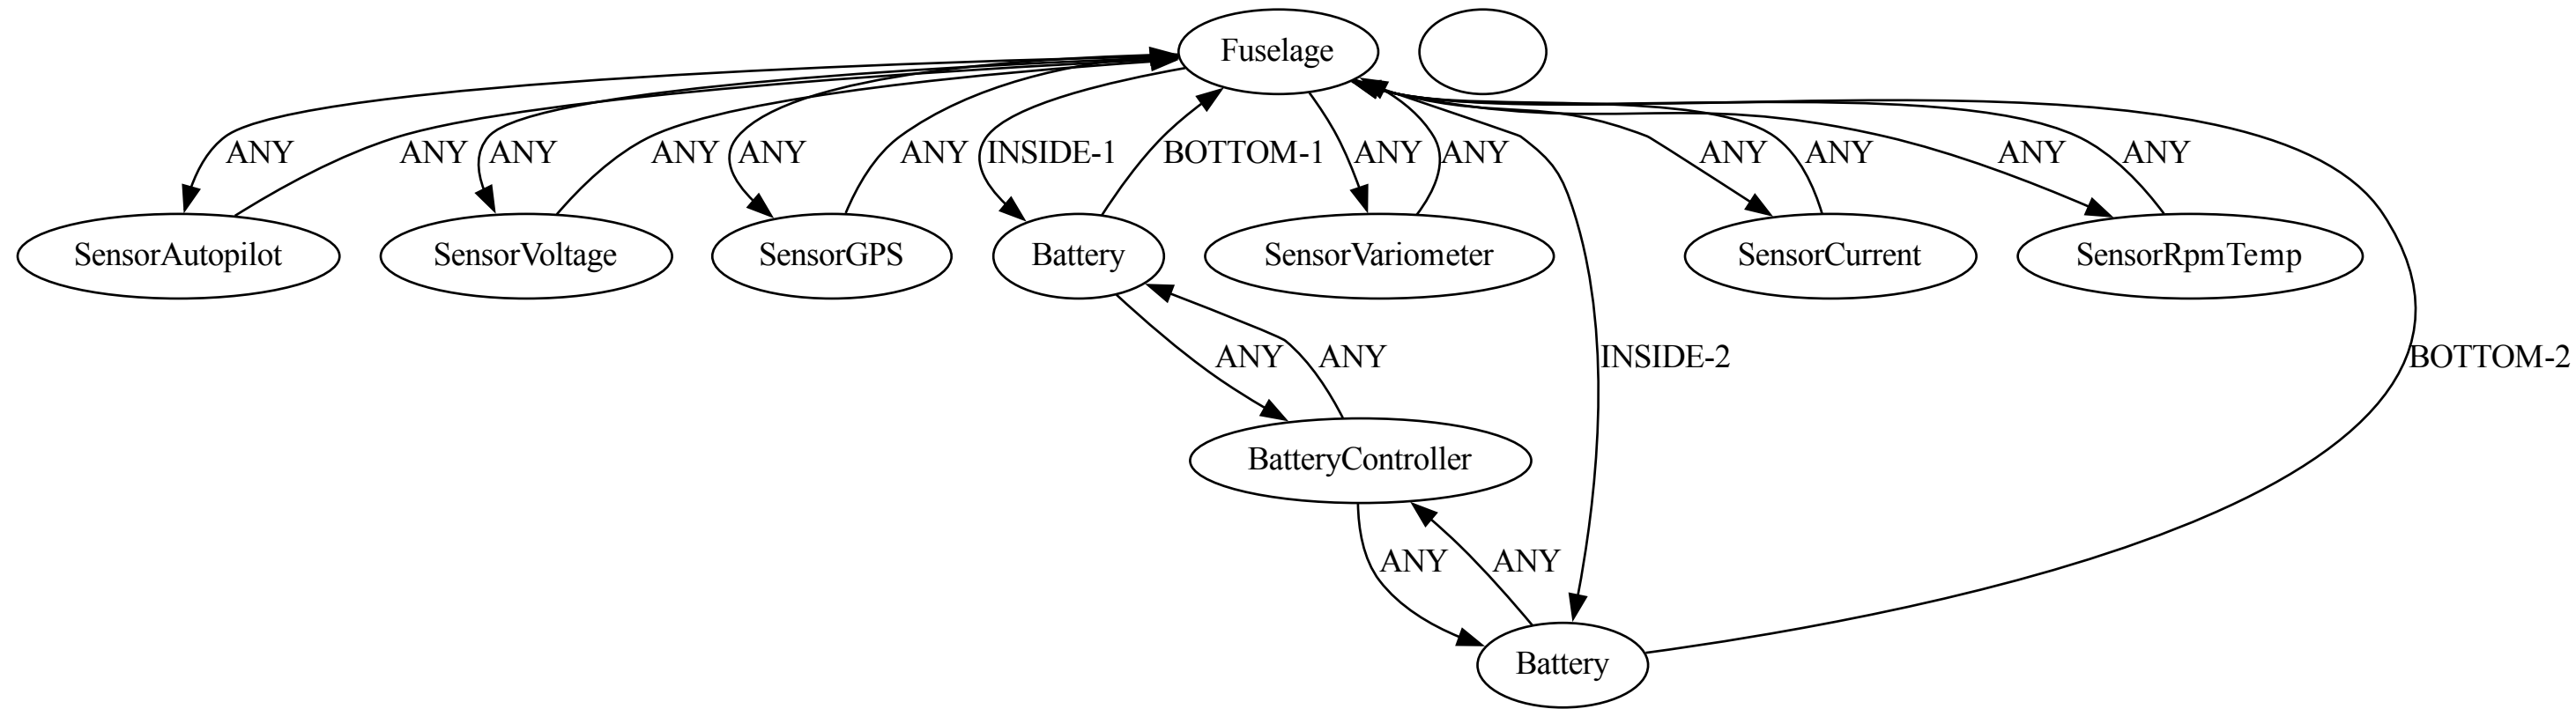 Fuselage
ANY
ANY
ANY
ANY
ANY
ANY
INSIDE-1
BOTTOM-1
ANY
ANY
ANY
ANY
ANY
ANY
SensorAutopilot
SensorVoltage
SensorGPS
Battery
SensorVariometer
SensorCurrent
SensorRpmTemp
ANY
ANY
INSIDE-2
BOTTOM-2
BatteryController
ANY
ANY
Battery